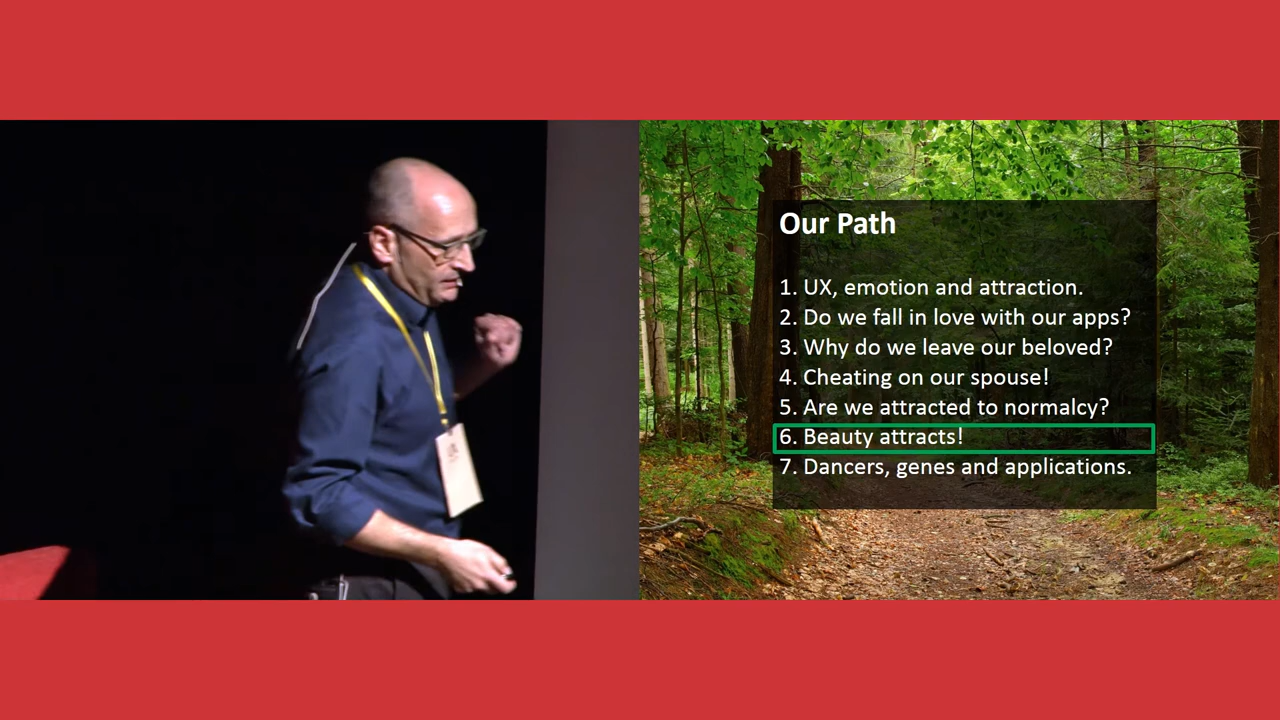 Our Path
1. UX, emotion and attraction.
2. Do we fall in love with our apps?
3. Why do we leave our beloved?
4. Cheating on our spouse!
5. Are we attracted to normalcy?
6. Beauty attracts!
7. Dancers, genes and applications.